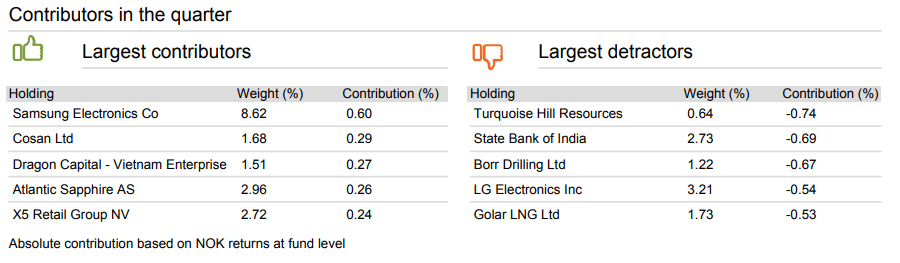 Contributors in the quarter
Largest contributors
Holding Weight (%) Contribution (%)
Samsung Electronics Co 8.62 0.60
Cosan Ltd 1.68 0.29
Dragon Capital - Vietnam Enterprise 1.51 0.27
Atlantic Sapphire AS 2.96 0.26
X5 Retail Group NV 2.72 0.24
Largest detractors
Holding Weight (%) Contribution (%)
Turquoise Hill Resources 0.64 -0.74
State Bank of India 2.73 -0.69
Borr Drilling Ltd 1.22 -0.67
LG Electronics Inc 3.21 -0.54
Golar LNG Ltd 1.73 -0.53
Absolute contribution based on NOK returns at fund level